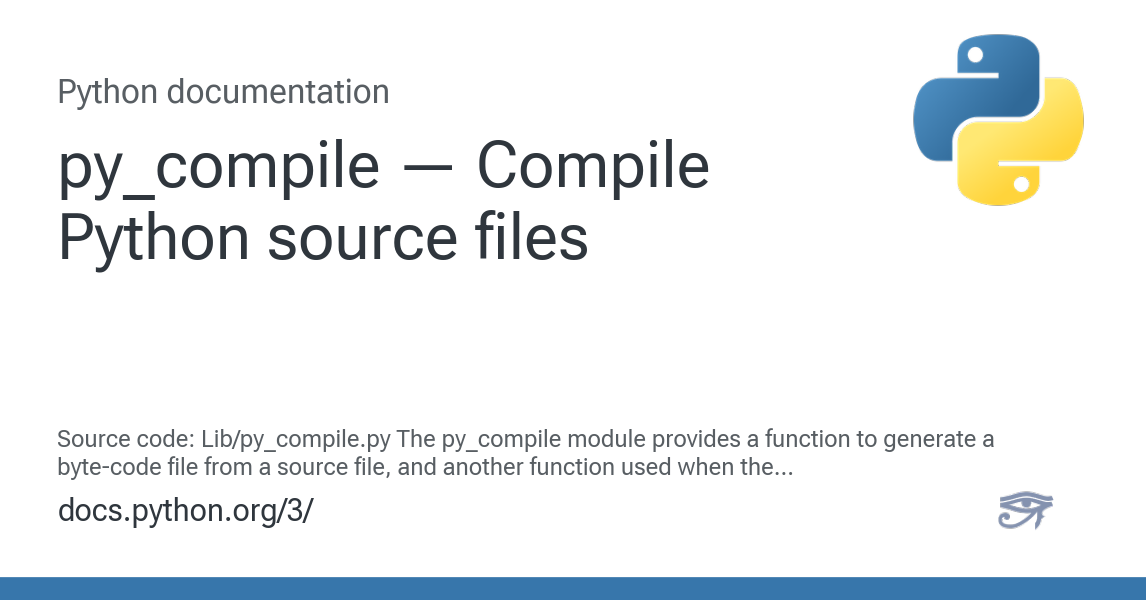 Python documentation
py_compile — Compile
Python source files
Source code: Lib/py_compile.py The py_compile module provides a function to generate a
byte-code file from a source file, and another function used when the...
docs.python.org/3/